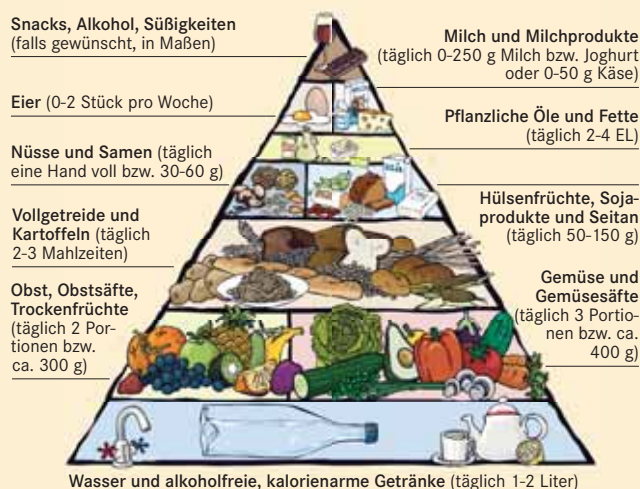 Snacks, Alkohol, Süßigkeiten
(falls gewünscht, in Maßen)
Eier (0-2 Stück pro Woche)
Nüsse und Samen (täglich
eine Hand voll bzw. 30-60 g)
Vollgetreide und
Kartoffeln (täglich
2-3 Mahlzeiten)
Obst, Obstsäfte,
Trockenfrüchte
(täglich 2 Por-
tionen bzw.
ca. 300 g)
Milch und Milchprodukte
(täglich 0-250 g Milch bzw. Joghurt
oder 0-50 g Käse)
Pflanzliche Öle und Fette
(täglich 2-4 EL)
Hülsenfrüchte, Soja-
produkte und Seitan
(täglich 50-150 g)
Gemüse und
Gemüsesäfte
(täglich 3 Portio-
nen bzw. ca.
400 g)
Wasser und alkoholfreie, kalorienarme Getränke (täglich 1-2 Liter)